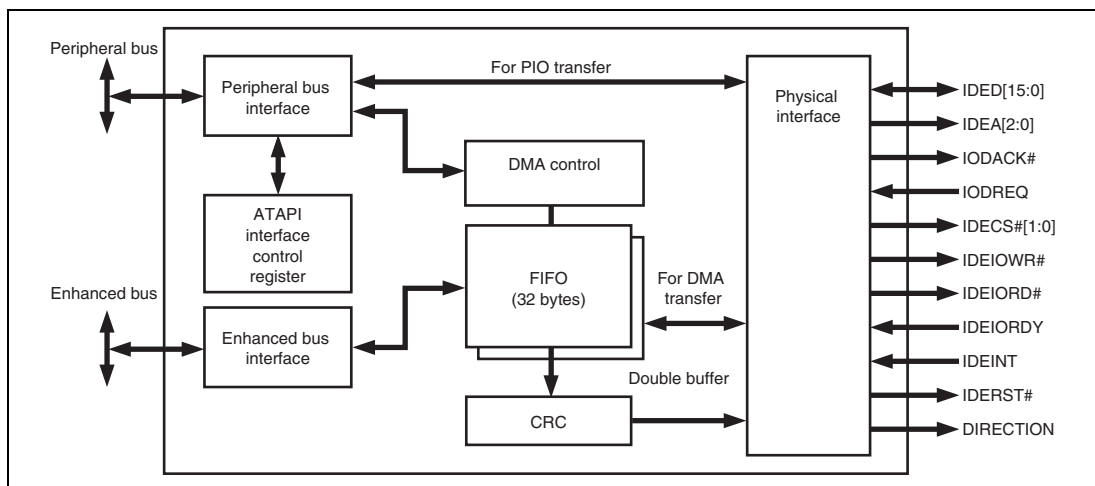 Peripheral bus
Peripheral bus
interface
For PIO transfer
Physical
interface
DMA control
ATAPI
interface
control
register
FIFO
(32 bytes)
For DMA
transfer
Enhanced bus
Enhanced bus
interface
Double buffer
CRC
IDED[15:0]
IDEA[2:0]
IODACK#
IODREQ
IDECS#[1:0]
IDEIOWR#
IDEIORD#
IDEIORDY
IDEINT
IDERST#
DIRECTION